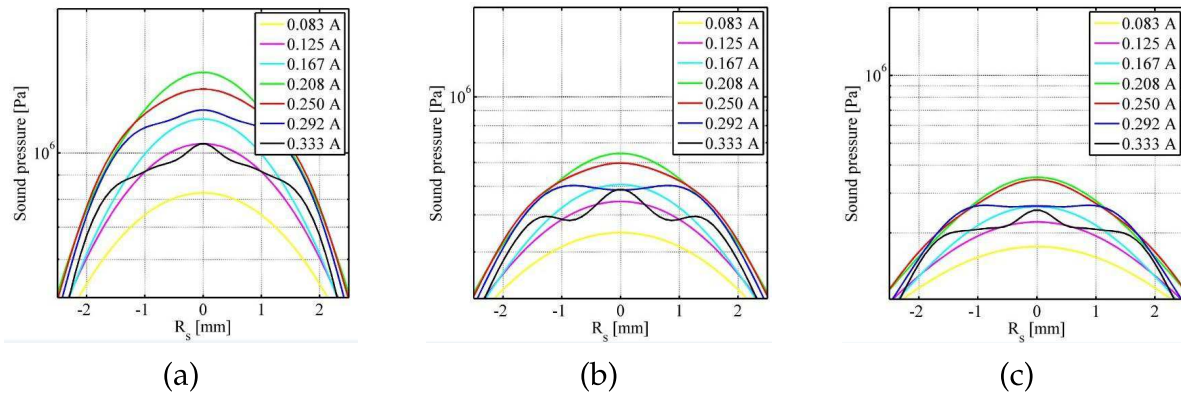 0.083 A
0.125 A
0.167 A
0.208 A
0.250 A
0.292 A
0.333 A
Sound pressure [Pa]
10^6
-2 -1 0 1 2
R_s [mm]
(a)
0.083 A
0.125 A
0.167 A
0.208 A
0.250 A
0.292 A
0.333 A
Sound pressure [Pa]
10^6
-2 -1 0 1 2
R_s [mm]
(b)
0.083 A
0.125 A
0.167 A
0.208 A
0.250 A
0.292 A
0.333 A
Sound pressure [Pa]
10^6
-2 -1 0 1 2
R_s [mm]
(c)